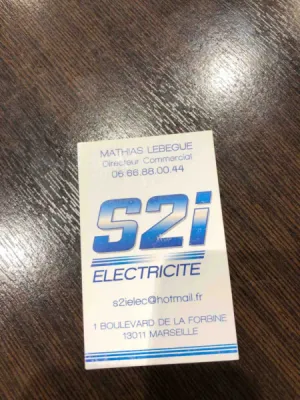 MATHIAS LEBEGUE
Directeur Commercial
06.66.88.00.44
S2i
ELECTRICITE
s2ielec@hotmail.fr
1 BOULEVARD DE LA FORBINE
13011 MARSEILLE